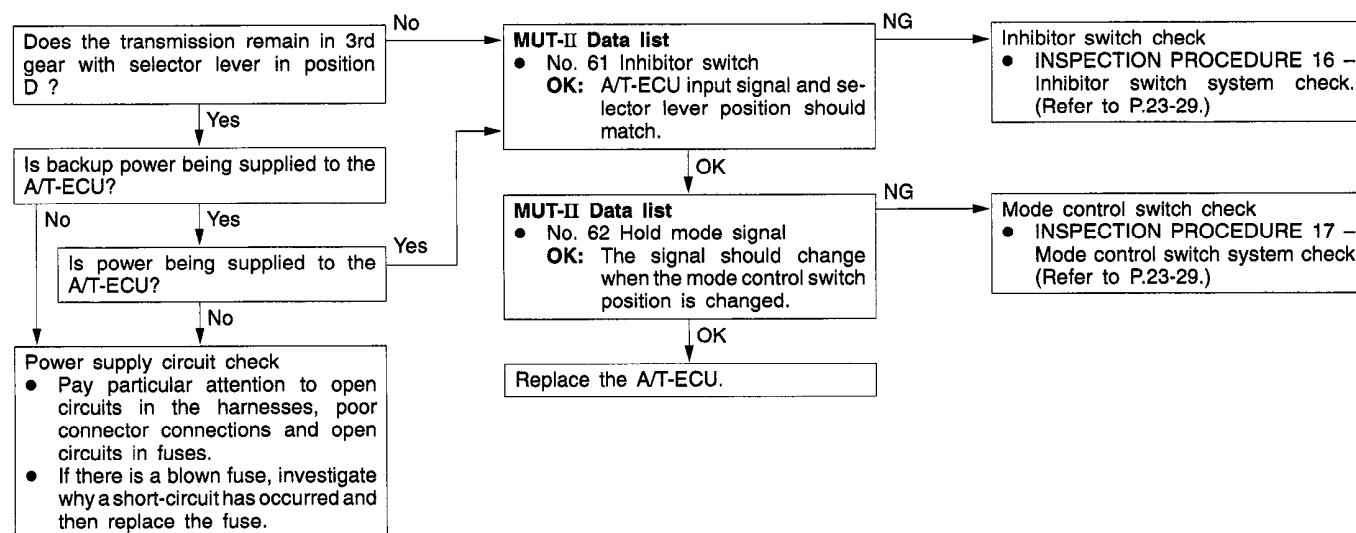 Does the transmission remain in 3rd
gear with selector lever in position
D ?
No
Yes
Is backup power being supplied to the
A/T-ECU?
No
Yes
Is power being supplied to the
A/T-ECU?
Yes
No
Power supply circuit check
● Pay particular attention to open
circuits in the harnesses, poor
connector connections and open
circuits in fuses.
● If there is a blown fuse, investigate
why a short-circuit has occurred and
then replace the fuse.
MUT-II Data list
● No. 61 Inhibitor switch
OK: A/T-ECU input signal and se-
lector lever position should
match.
NG
OK
MUT-II Data list
● No. 62 Hold mode signal
OK: The signal should change
when the mode control switch
position is changed.
NG
OK
Replace the A/T-ECU.
Inhibitor switch check
● INSPECTION PROCEDURE 16 –
Inhibitor switch system check.
(Refer to P.23-29.)
Mode control switch check
● INSPECTION PROCEDURE 17 –
Mode control switch system check
(Refer to P.23-29.)